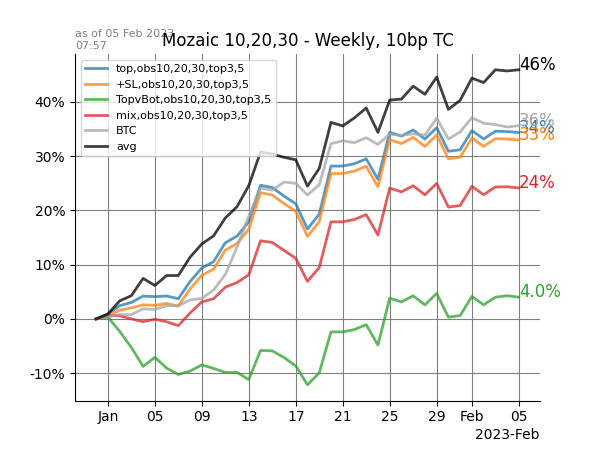 as of 05 Feb 2023
07:57
Mozaic 10,20,30 - Weekly, 10bp TC
top,obs10,20,30,top3,5
+SL,obs10,20,30,top3,5
TopvBot,obs10,20,30,top3,5
mix,obs10,20,30,top3,5
BTC
avg
46%
36%
34%
33%
24%
4.0%
40%
30%
20%
10%
0%
-10%
Jan 05 09 13 17 21 25 29 Feb 05
2023-Feb